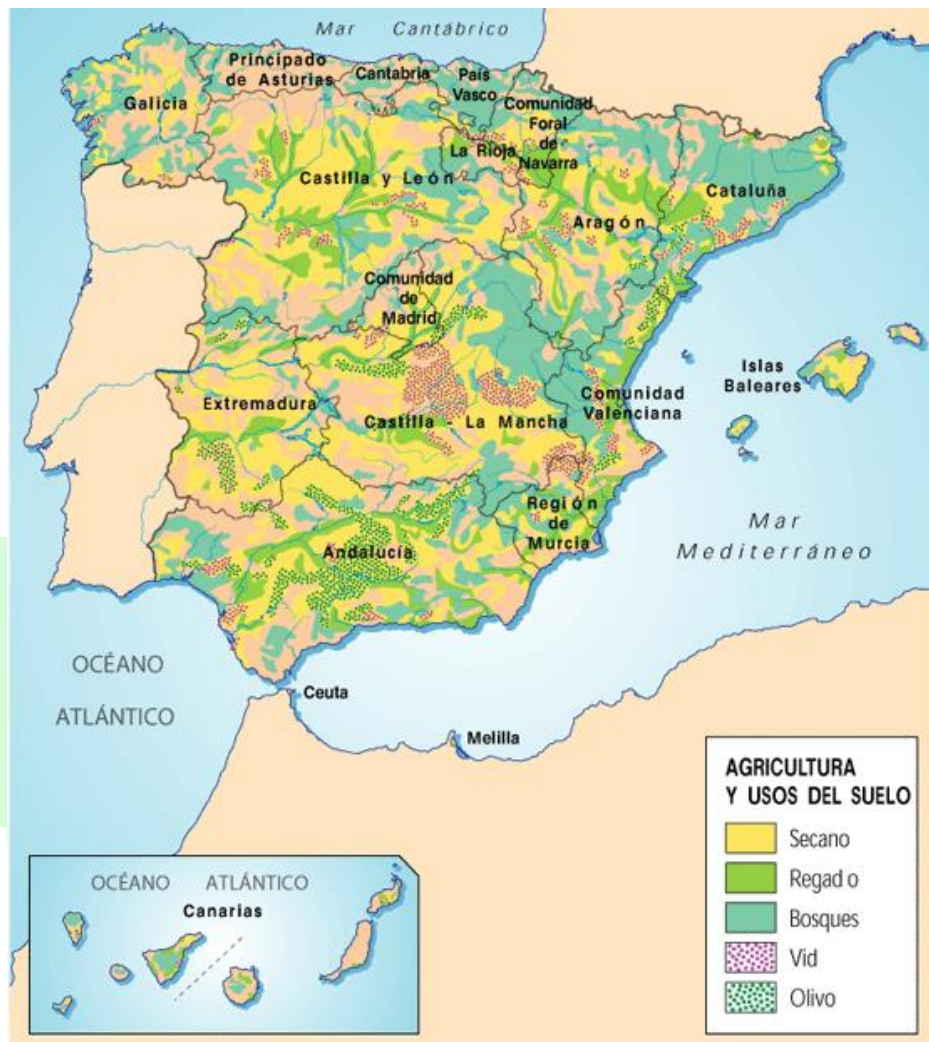 Mar Cantábrico
Principado
de Asturias
Cantabria
País
Vasco
Galicia
Comunidad
Foral
de
Navarra
La Rioja
Castilla y León
Cataluña
Aragón
Comunidad
de
Madrid
Islas
Baleares
Extremadura
Castilla - La Mancha
Comunidad
Valenciana
Región
de
Murcia
Andalucía
Mar
Mediterráneo
OCÉANO
ATLÁNTICO
Ceuta
Melilla
AGRICULTURA
Y USOS DEL SUELO
Secano
Regad o
Bosques
Vid
Olivo
OCÉANO ATLÁNTICO
Canarias